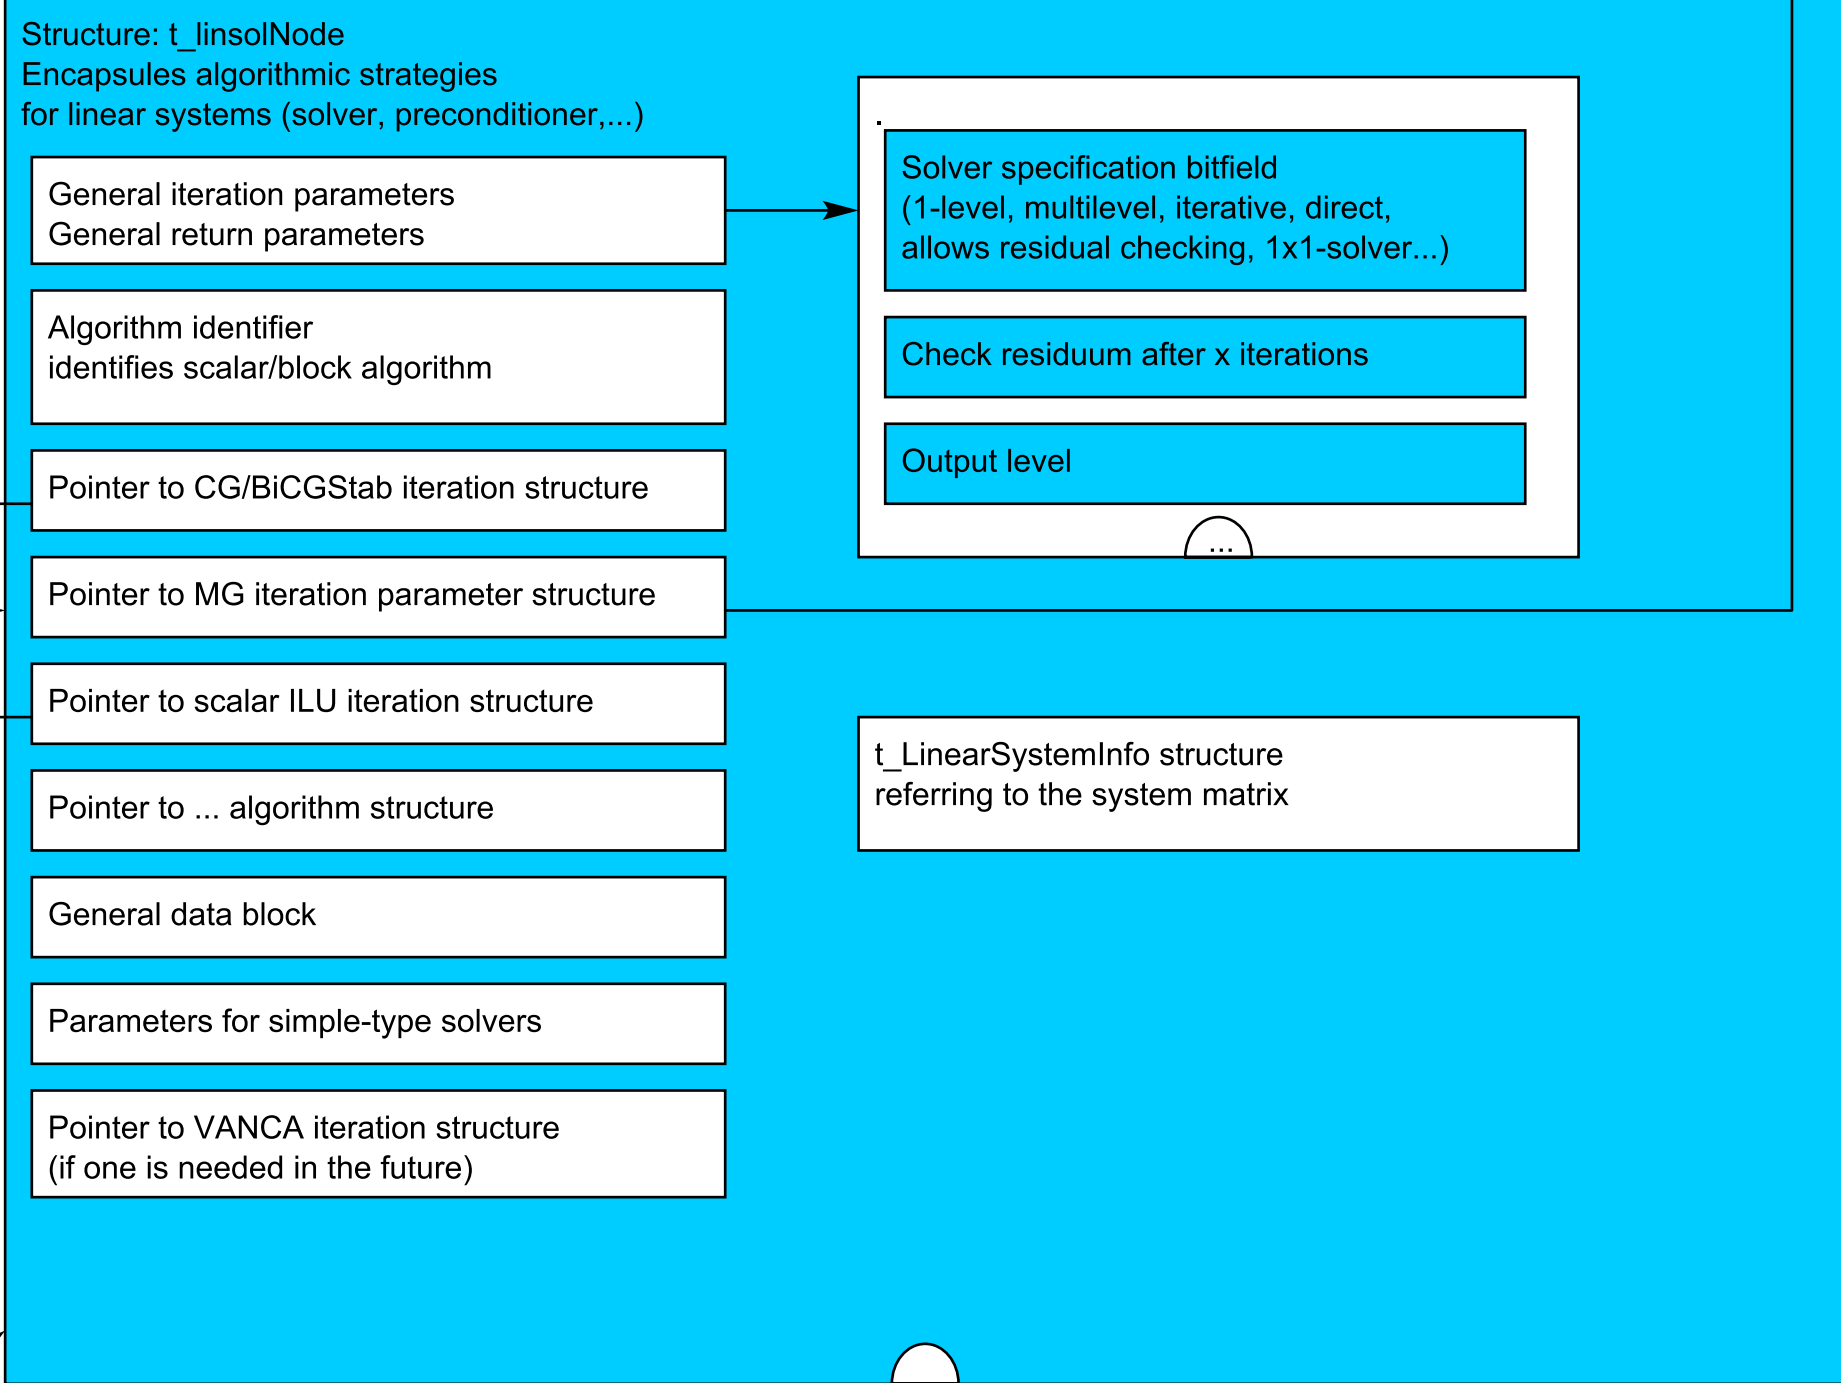 Structure: t_linsolNode
Encapsules algorithmic strategies
for linear systems (solver, preconditioner,...)
General iteration parameters
General return parameters
Algorithm identifier
identifies scalar/block algorithm
Pointer to CG/BiCGStab iteration structure
Pointer to MG iteration parameter structure
Pointer to scalar ILU iteration structure
Pointer to ... algorithm structure
General data block
Parameters for simple-type solvers
Pointer to VANCA iteration structure
(if one is needed in the future)
.
Solver specification bitfield
(1-level, multilevel, iterative, direct,
allows residual checking, 1x1-solver...)
Check residuum after x iterations
Output level
...
t_LinearSystemInfo structure
referring to the system matrix